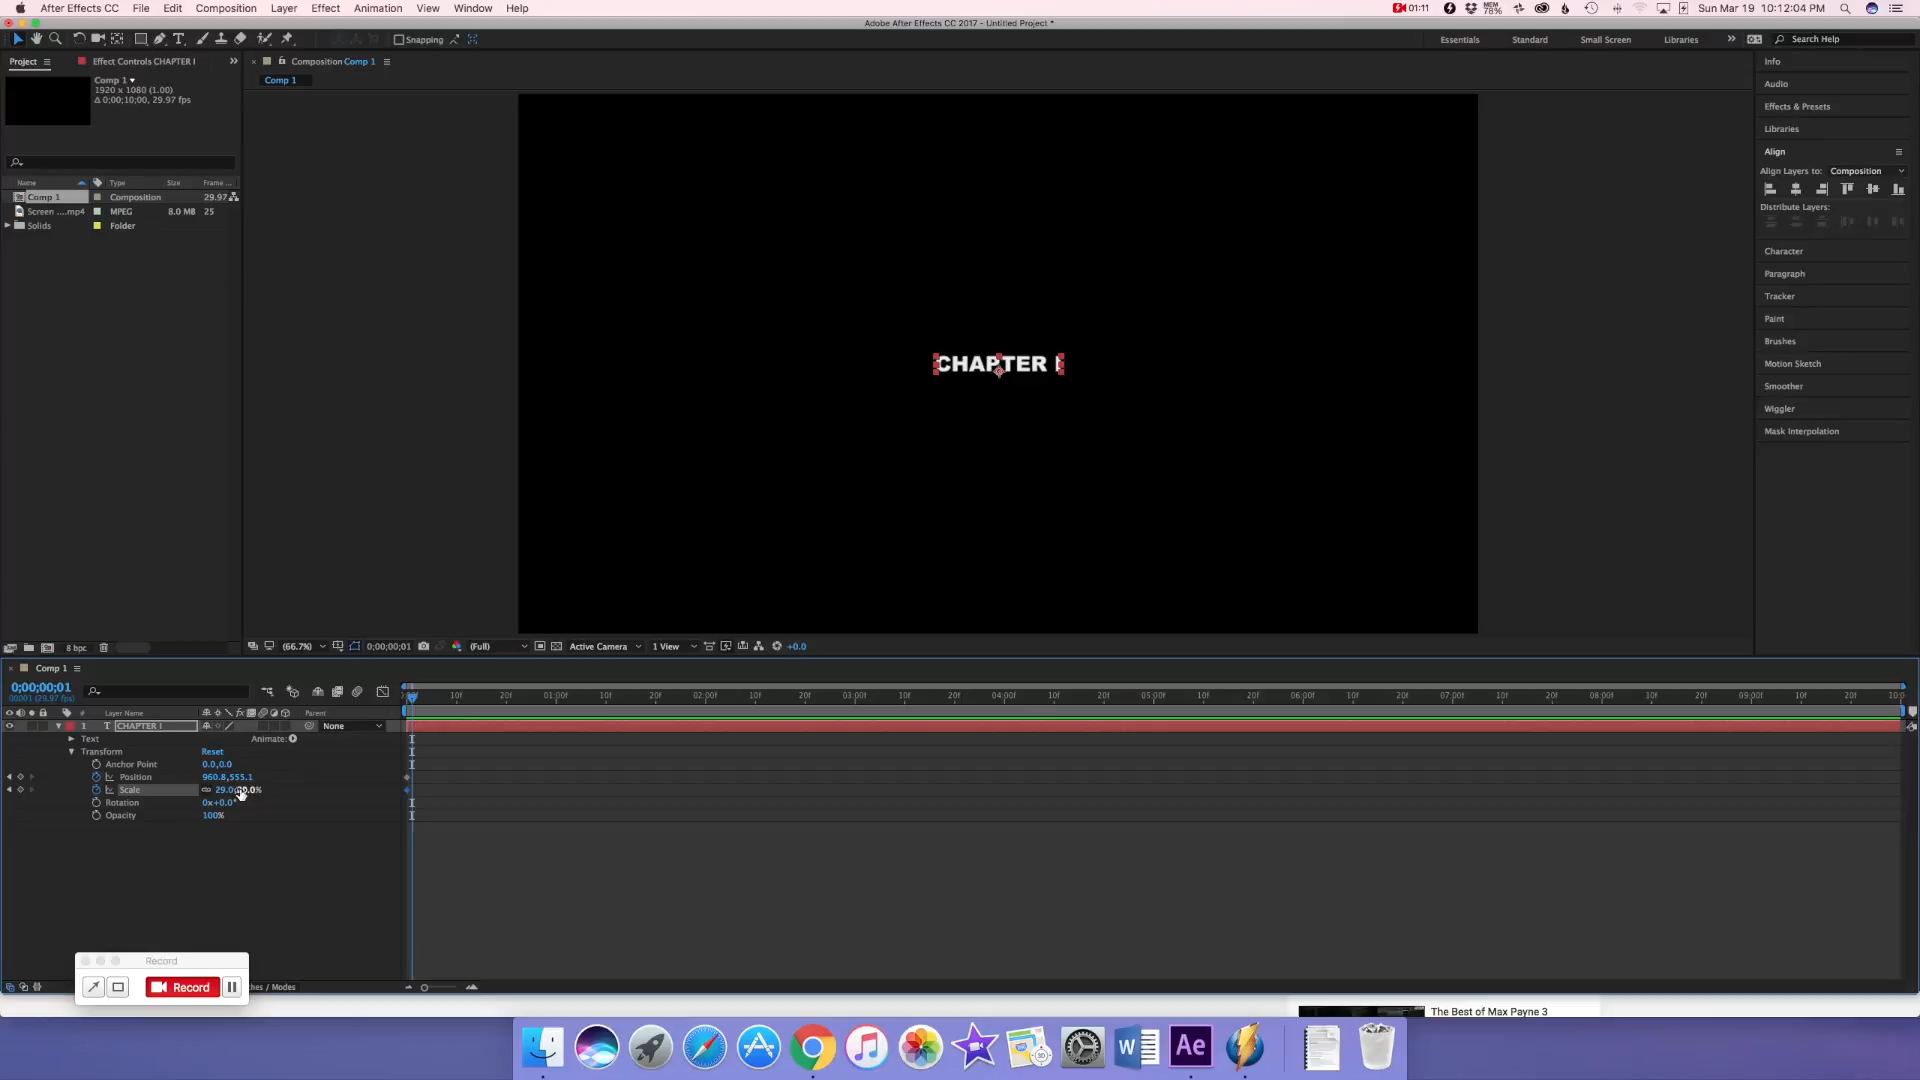 After Effects CC File Edit Composition Layer Effect Animation View Window Help 01:11 MEM 78% Sun Mar 19 10:12:04 PM
Adobe After Effects CC 2017 - Untitled Project *
Snapping Essentials Standard Small Screen Libraries Search Help
Project Effect Controls CHAPTER I Composition Comp 1 Info
Comp 1
1920 x 1080 (1.00)
Δ 0;00;10;00, 29.97 fps
Comp 1
Audio
Effects & Presets
Libraries
Align
Align Layers to: Composition
Distribute Layers:
Character
Paragraph
Tracker
Paint
Brushes
Motion Sketch
Smoother
Wiggler
Mask Interpolation
Name Type Size Frame ...
Comp 1 Composition 29.97
Screen ....mp4 MPEG 8.0 MB 25
Solids Folder
CHAPTER I
8 bpc (66.7%) 0;00;00;01 (Full) Active Camera 1 View +0.0
Comp 1
0;00;00;01
00001 (29.97 fps)
10f 20f 01:00f 10f 20f 02:00f 10f 20f 03:00f 10f 20f 04:00f 10f 20f 05:00f 10f 20f 06:00f 10f 20f 07:00f 10f 20f 08:00f 10f 20f 09:00f 10f 20f 10:0
# Layer Name Parent
1 T CHAPTER I None
Text Animate:
Transform Reset
Anchor Point 0.0,0.0
Position 960.8,555.1
Scale 29.0
Rotation 0x+0.0°
Opacity 100%
Record
Record
hes / Modes
The Best of Max Payne 3
W Ae